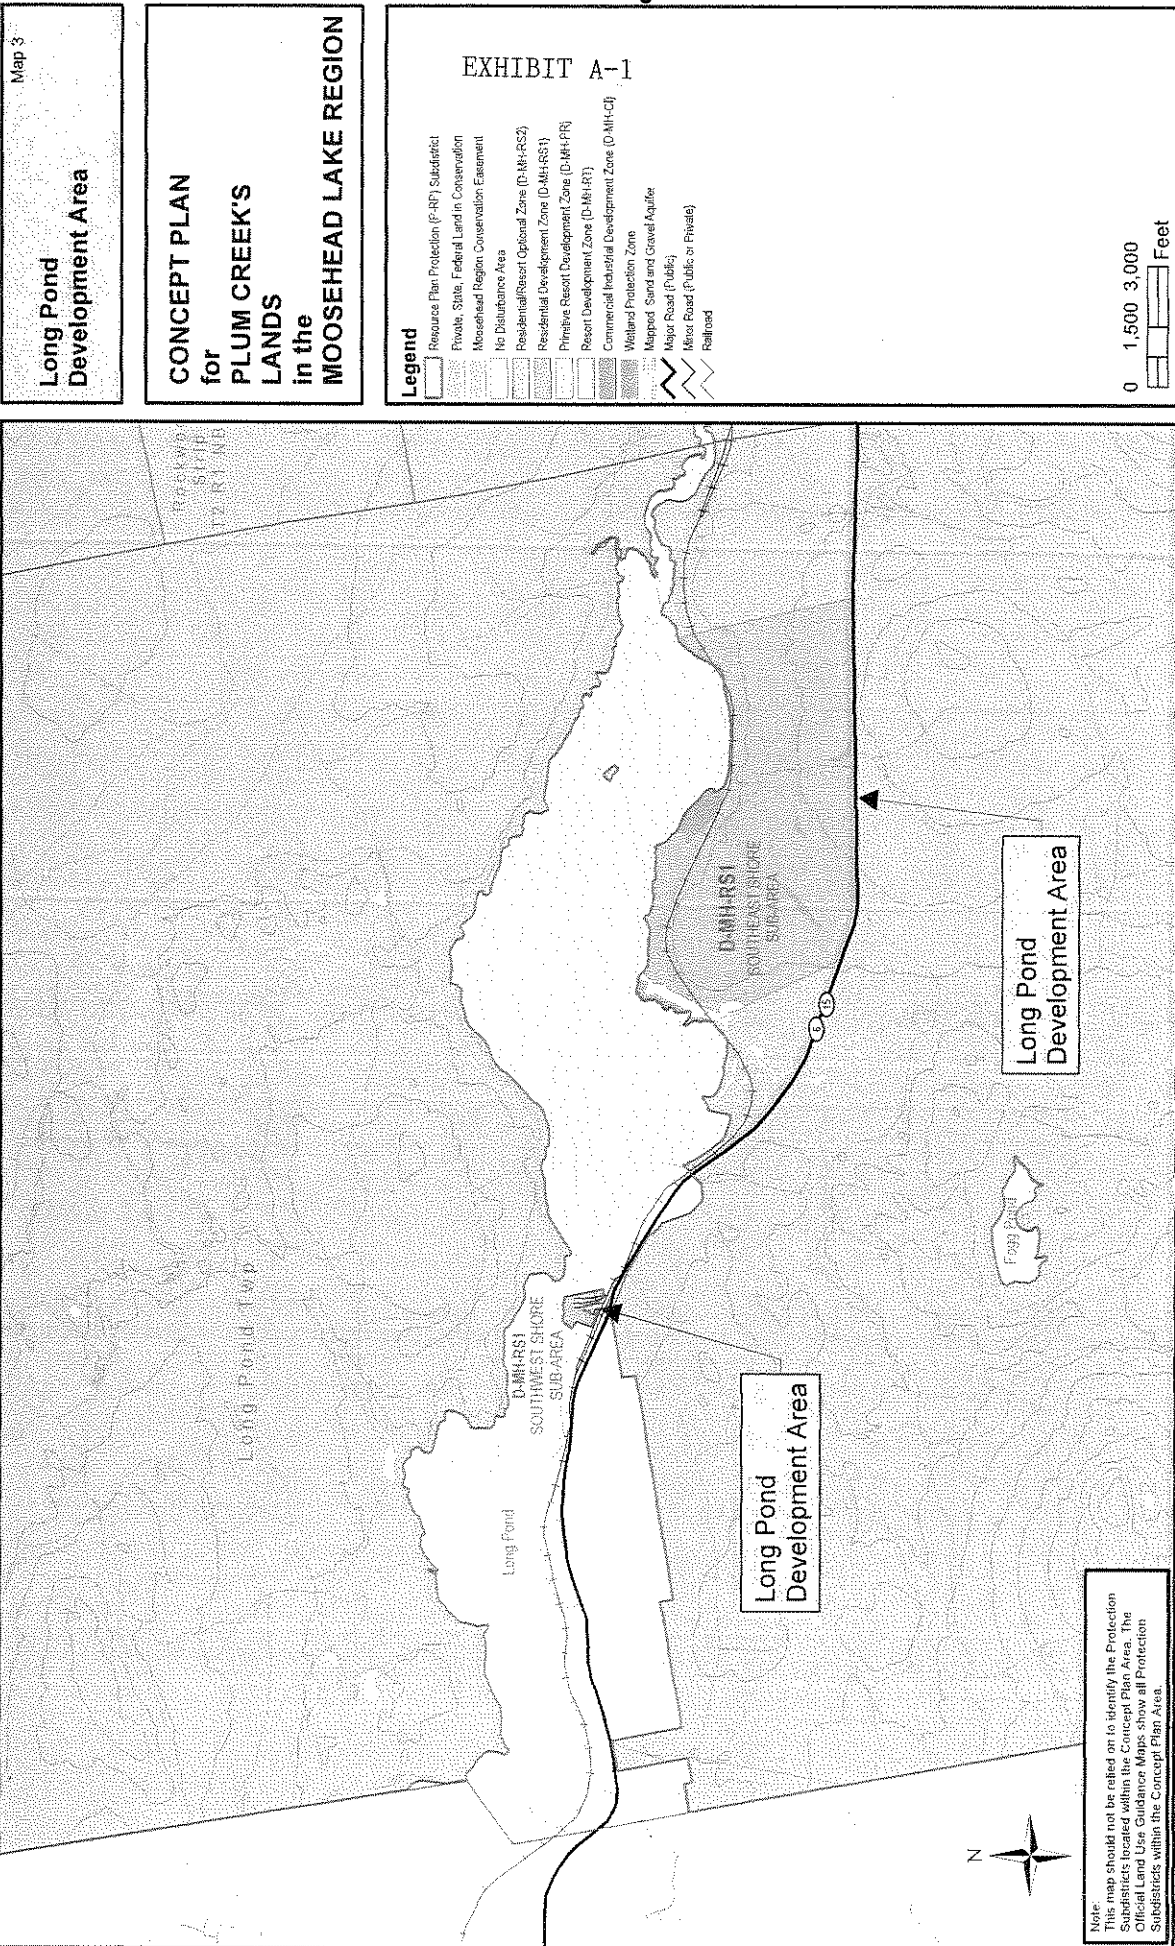 Map 3
Long Pond
Development Area
CONCEPT PLAN
for
PLUM CREEK'S
LANDS
in the
MOOSEHEAD LAKE REGION
EXHIBIT A-1
Legend
Resource Plan Protection (P-RP) Subdistrict
Private, State, Federal Land in Conservation
Moosehead Region Conservation Easement
No Disturbance Area
Residential/Resort Optional Zone (D-MH-RS2)
Residential Development Zone (D-MH-RS1)
Primitive Resort Development Zone (D-MH-PR)
Resort Development Zone (D-MH-RT)
Commercial Industrial Development Zone (D-MH-CI)
Wetland Protection Zone
Mapped Sand and Gravel Aquifer
Major Road (Public)
Minor Road (Public or Private)
Railroad
0 1,500 3,000
Feet
Strip
Long Pond Twp
D-MH-RS1
SOUTHWEST SHORE
SUBAREA
Long Pond
D-MH-RS1
SOUTHEAST SHORE
SUBAREA
6 15
Long Pond
Development Area
Long Pond
Development Area
Fogg Pond
N
Note:
This map should not be relied on to identify the Protection
Subdistricts located within the Concept Plan Area. The
Official Land Use Guidance Maps show all Protection
Subdistricts within the Concept Plan Area.